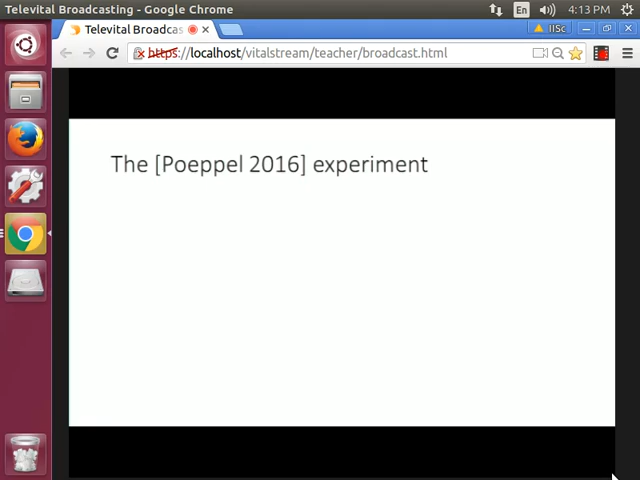 Televital Broadcasting - Google Chrome
En
4:13 PM
Televital Broadcas
IISc
https://localhost/vitalstream/teacher/broadcast.html
The [Poeppel 2016] experiment